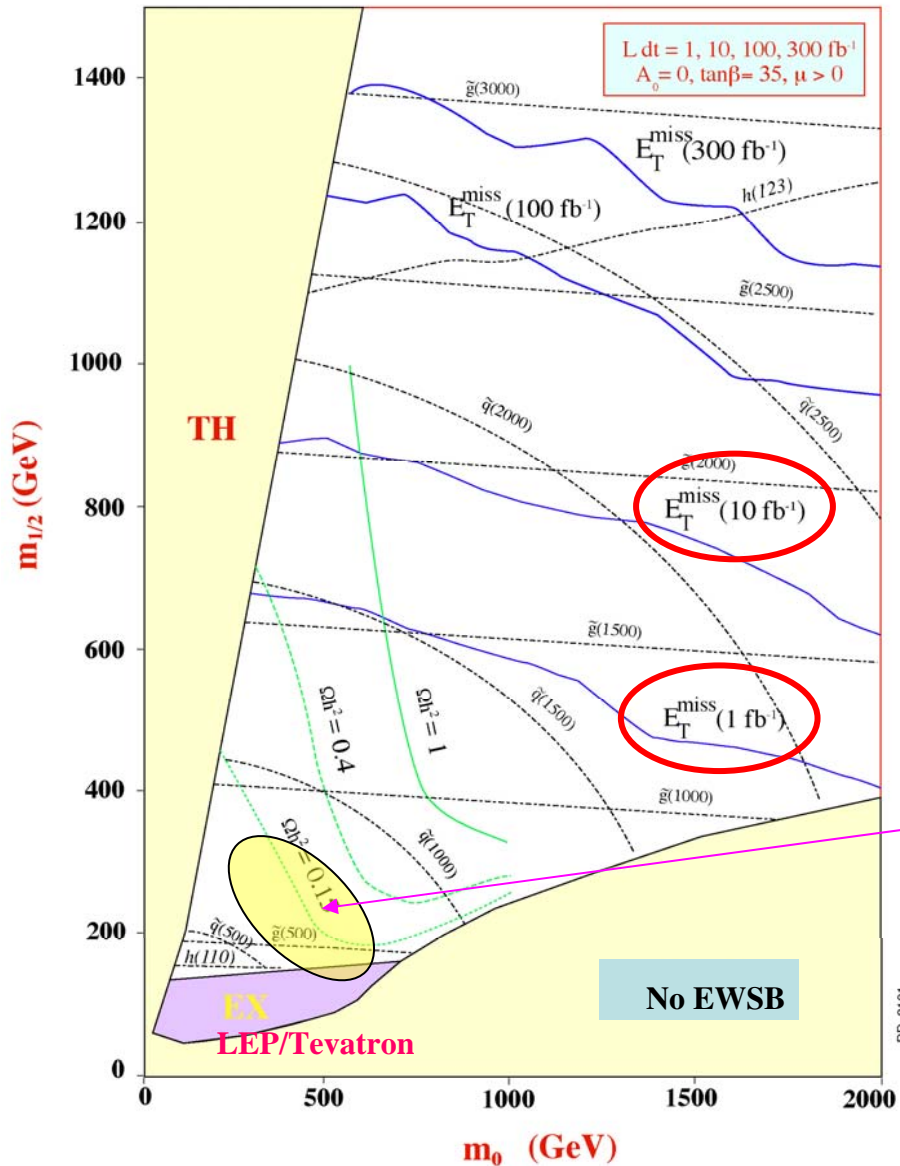 L dt = 1, 10, 100, 300 fb⁻¹
A₀ = 0, tanβ= 35, μ > 0
1400
g̃(3000)
E_T^miss (300 fb⁻¹)
h(123)
E_T^miss (100 fb⁻¹)
1200
g̃(2500)
1000
TH
q̃(2000)
q̃(2500)
g̃(2000)
m₁/₂ (GeV)
800
E_T^miss (10 fb⁻¹)
600
g̃(1500)
Ωh² = 0.4
Ωh² = 1
q̃(1500)
E_T^miss (1 fb⁻¹)
400
g̃(1000)
Ωh² = 0.15
q̃(1000)
200
q̃(500)
g̃(500)
h(110)
EX
No EWSB
LEP/Tevatron
0
0
500
1000
1500
2000
m₀ (GeV)